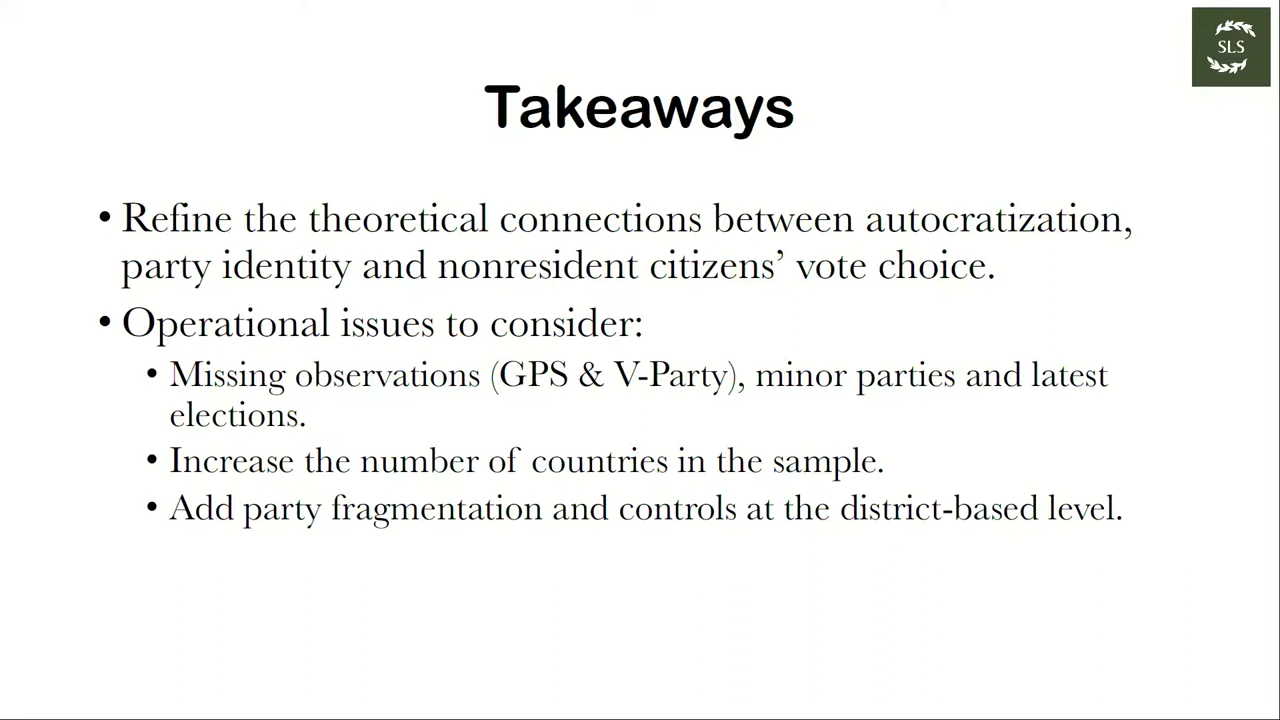 SLS
Takeaways
• Refine the theoretical connections between autocratization,
party identity and nonresident citizens’ vote choice.
• Operational issues to consider:
• Missing observations (GPS & V-Party), minor parties and latest
elections.
• Increase the number of countries in the sample.
• Add party fragmentation and controls at the district-based level.